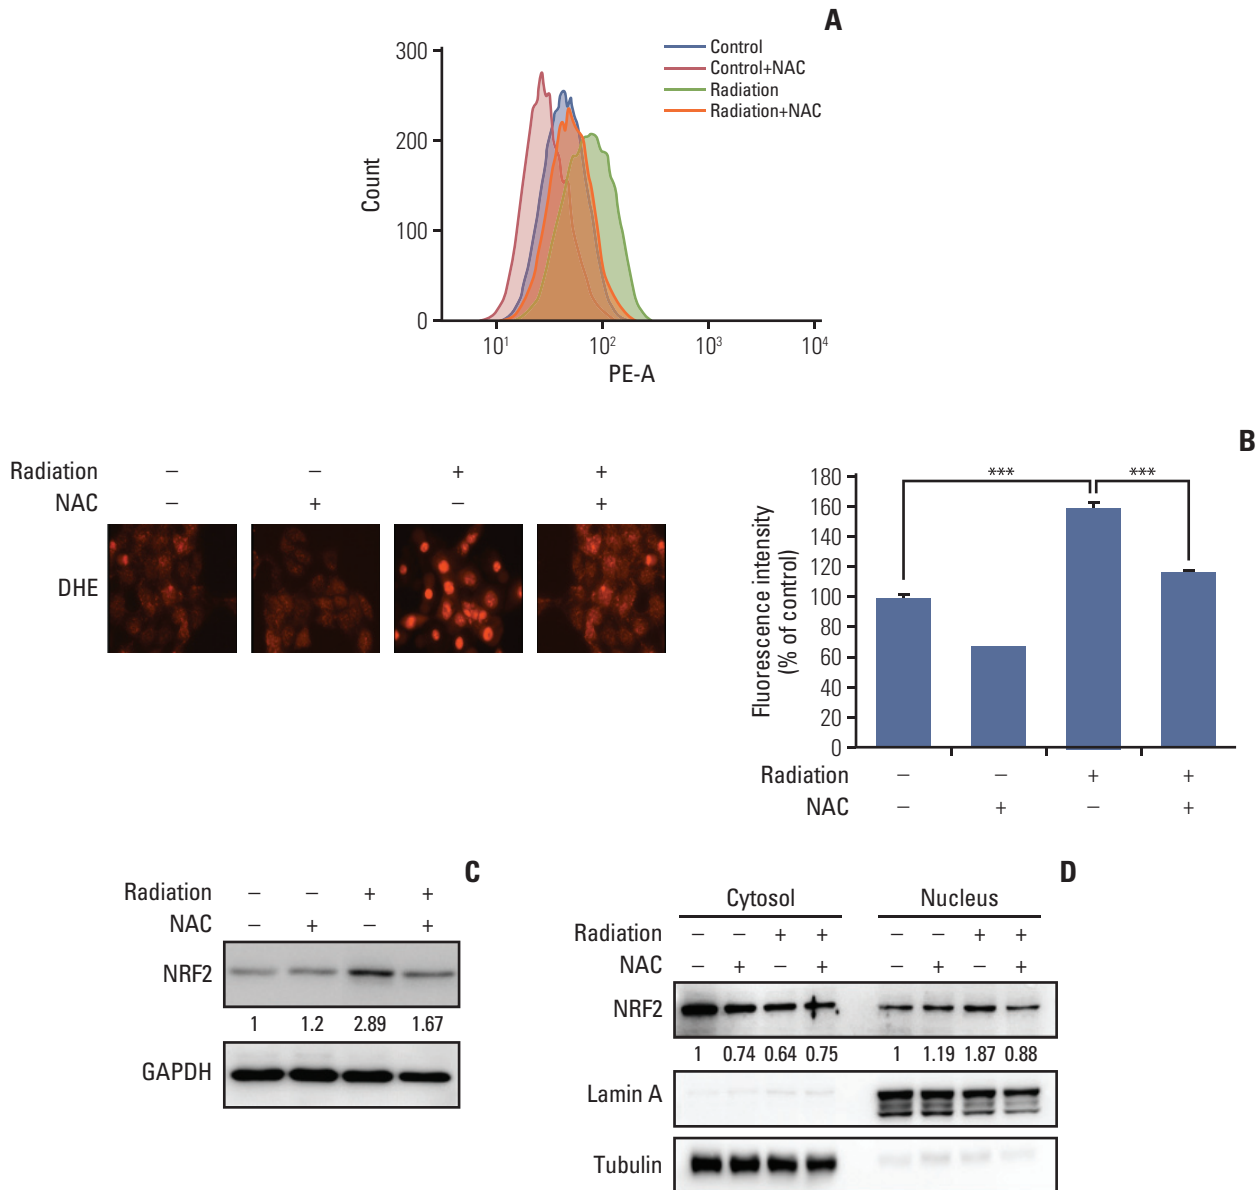 A
Control
Control+NAC
Radiation
Radiation+NAC
300
200
100
0
Count
10¹ 10² 10³ 10⁴
PE-A
Radiation – – + +
NAC – + – +
DHE
B
*** ***
180
160
140
120
100
80
60
40
20
0
Fluorescence intensity
(% of control)
Radiation – – + +
NAC – + – +
C
Radiation – – + +
NAC – + – +
NRF2
1 1.2 2.89 1.67
GAPDH
D
Cytosol Nucleus
Radiation – – + + – – + +
NAC – + – + – + – +
NRF2
1 0.74 0.64 0.75 1 1.19 1.87 0.88
Lamin A
Tubulin